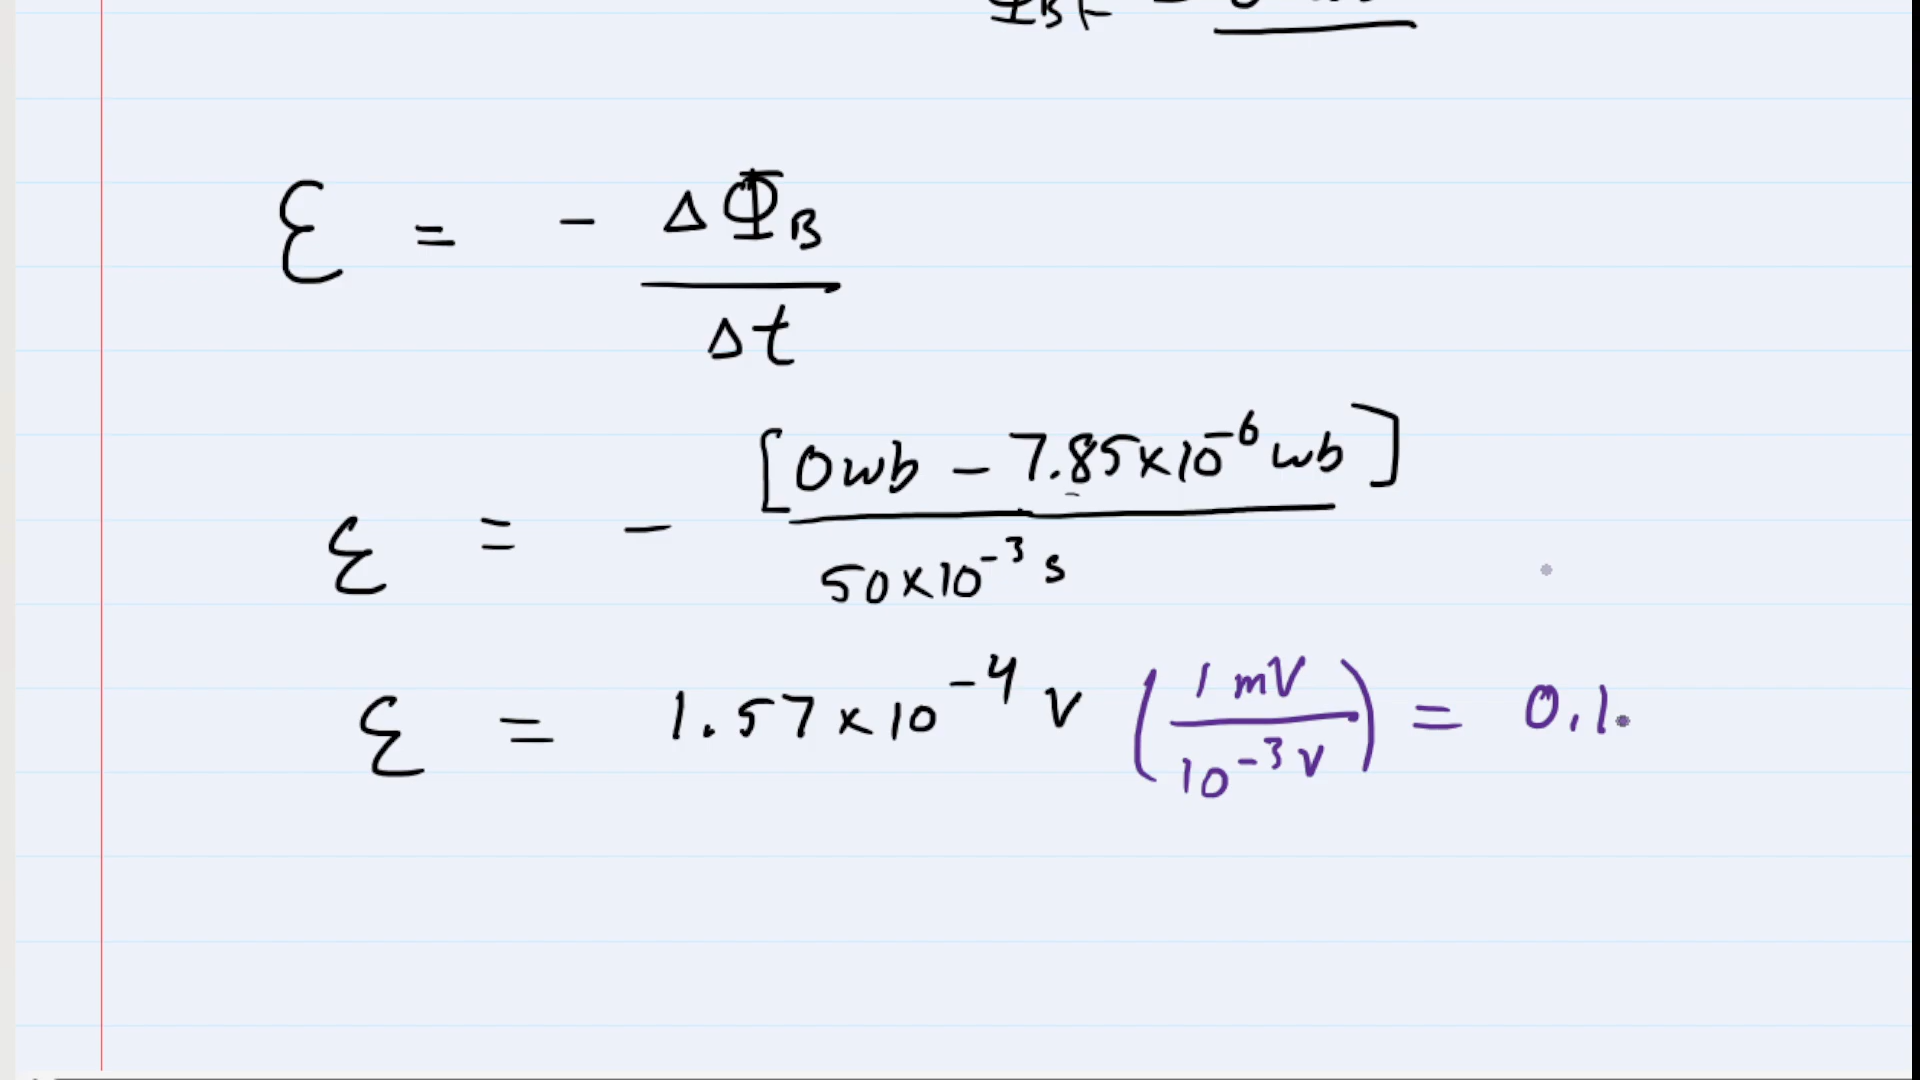 ε = - ΔΦB / Δt
ε = - [0 wb - 7.85 x 10^-6 wb] / 50 x 10^-3 s
ε = 1.57 x 10^-4 V (1 mV / 10^-3 V) = 0.1